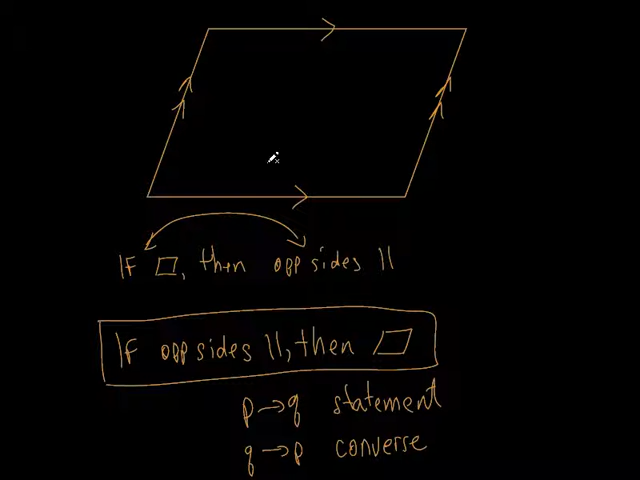 If ▱, then opp sides ||
If opp sides ||, then ▱
p→q statement
q→p converse